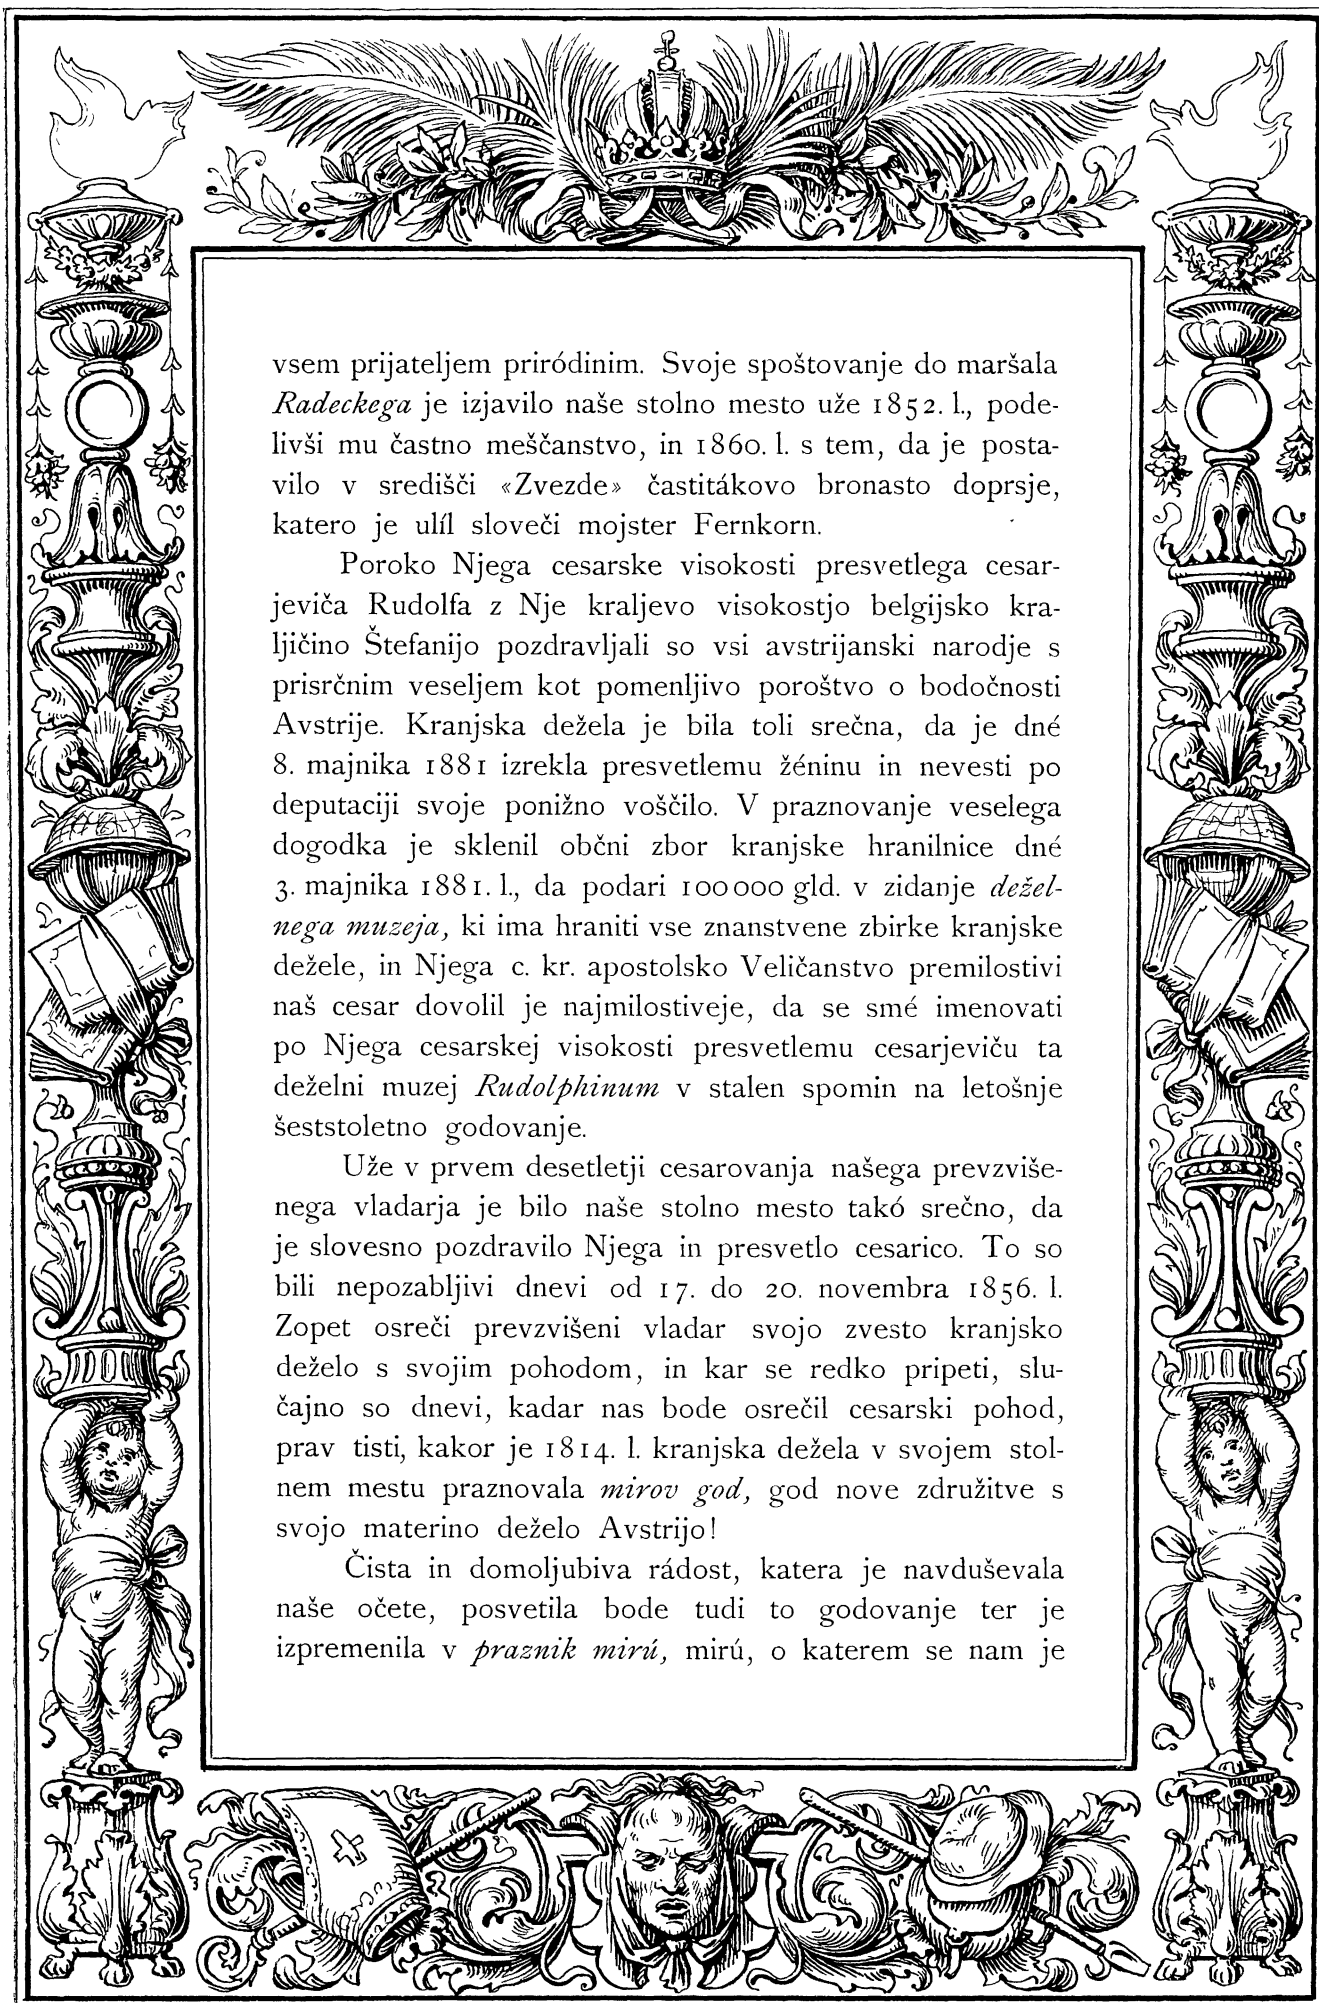 vsem prijateljem priródinim. Svoje spoštovanje do maršala
Radeckega je izjavilo naše stolno mesto uže 1852. l., pode-
livši mu častno meščanstvo, in 1860. l. s tem, da je posta-
vilo v središči «Zvezde» častitákovo bronasto doprsje,
katero je ulíl sloveči mojster Fernkorn.
Poroko Njega cesarske visokosti presvetlega cesar-
jeviča Rudolfa z Nje kraljevo visokostjo belgijsko kra-
ljičino Štefanijo pozdravljali so vsi avstrijanski narodje s
prisrčnim veseljem kot pomenljivo poroštvo o bodočnosti
Avstrije. Kranjska dežela je bila toli srečna, da je dné
8. majnika 1881 izrekla presvetlemu žéninu in nevesti po
deputaciji svoje ponižno voščilo. V praznovanje veselega
dogodka je sklenil občni zbor kranjske hranilnice dné
3. majnika 1881. l., da podari 100000 gld. v zidanje dežel-
nega muzeja, ki ima hraniti vse znanstvene zbirke kranjske
dežele, in Njega c. kr. apostolsko Veličanstvo premilostivi
naš cesar dovolil je najmilostiveje, da se smé imenovati
po Njega cesarskej visokosti presvetlemu cesarjeviču ta
deželni muzej Rudolphinum v stalen spomin na letošnje
šeststoletno godovanje.
Uže v prvem desetletji cesarovanja našega prevzviše-
nega vladarja je bilo naše stolno mesto takó srečno, da
je slovesno pozdravilo Njega in presvetlo cesarico. To so
bili nepozabljivi dnevi od 17. do 20. novembra 1856. l.
Zopet osreči prevzvišeni vladar svojo zvesto kranjsko
deželo s svojim pohodom, in kar se redko pripeti, slu-
čajno so dnevi, kadar nas bode osrečil cesarski pohod,
prav tisti, kakor je 1814. l. kranjska dežela v svojem stol-
nem mestu praznovala mirov god, god nove združitve s
svojo materino deželo Avstrijo!
Čista in domoljubiva rádost, katera je navduševala
naše očete, posvetila bode tudi to godovanje ter je
izpremenila v praznik mirú, mirú, o katerem se nam je